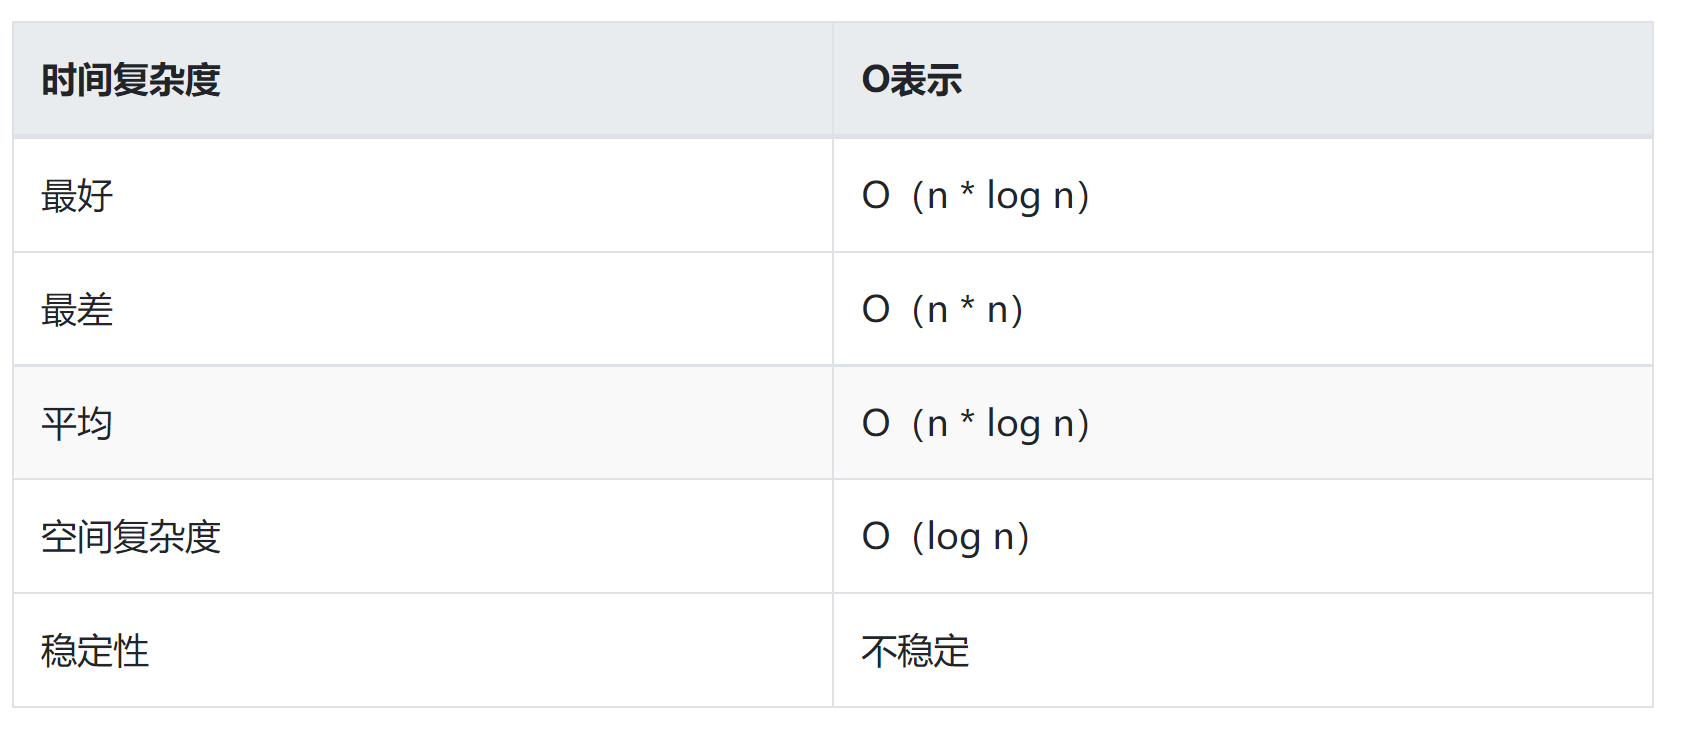 时间复杂度 O表示
最好 O（n * log n）
最差 O（n * n）
平均 O（n * log n）
空间复杂度 O（log n）
稳定性 不稳定